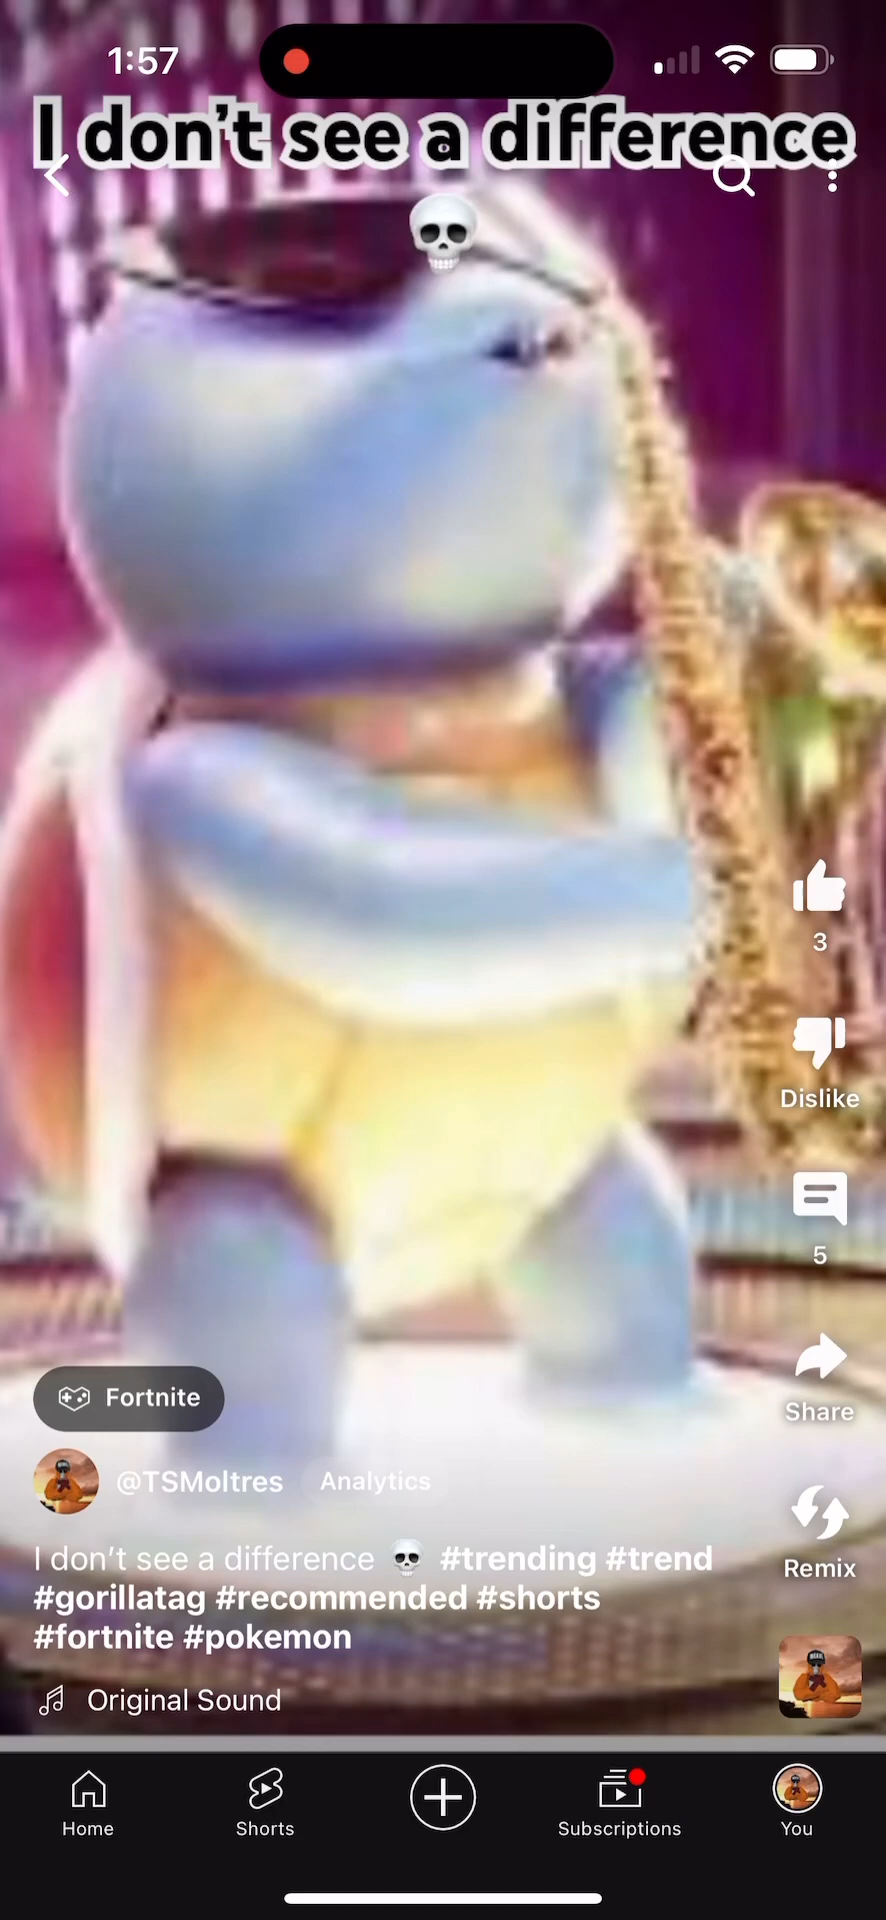 1:57
I don't see a difference
💀
3
Dislike
5
Share
Fortnite
@TSMoltres Analytics
I don't see a difference 💀 #trending #trend
#gorillatag #recommended #shorts
#fortnite #pokemon
Remix
Original Sound
Home Shorts Subscriptions You